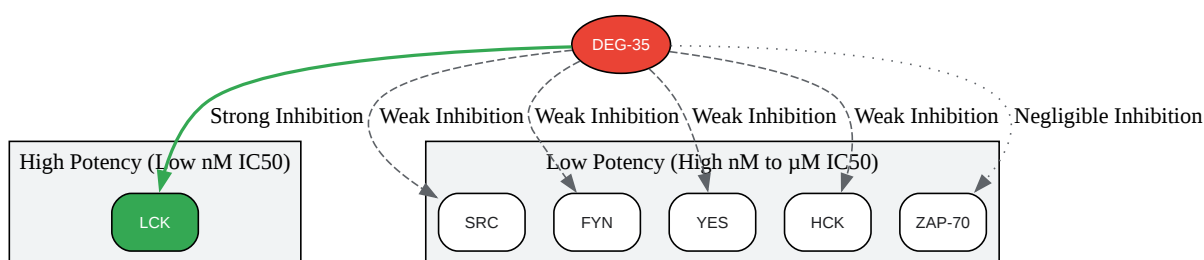 DEG-35
Strong Inhibition
Weak Inhibition
Weak Inhibition
Weak Inhibition
Weak Inhibition
Negligible Inhibition
High Potency (Low nM IC50)
Low Potency (High nM to µM IC50)
LCK
SRC
FYN
YES
HCK
ZAP-70